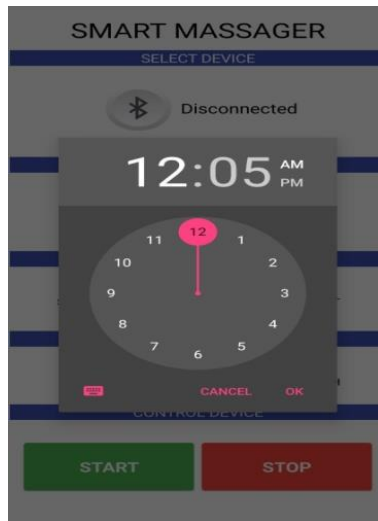 SMART MASSAGER
SELECT DEVICE
Disconnected
12:05 AM
PM
12
11 1
10 2
9 3
8 4
7 5
6
CANCEL OK
CONTROL DEVICE
START STOP